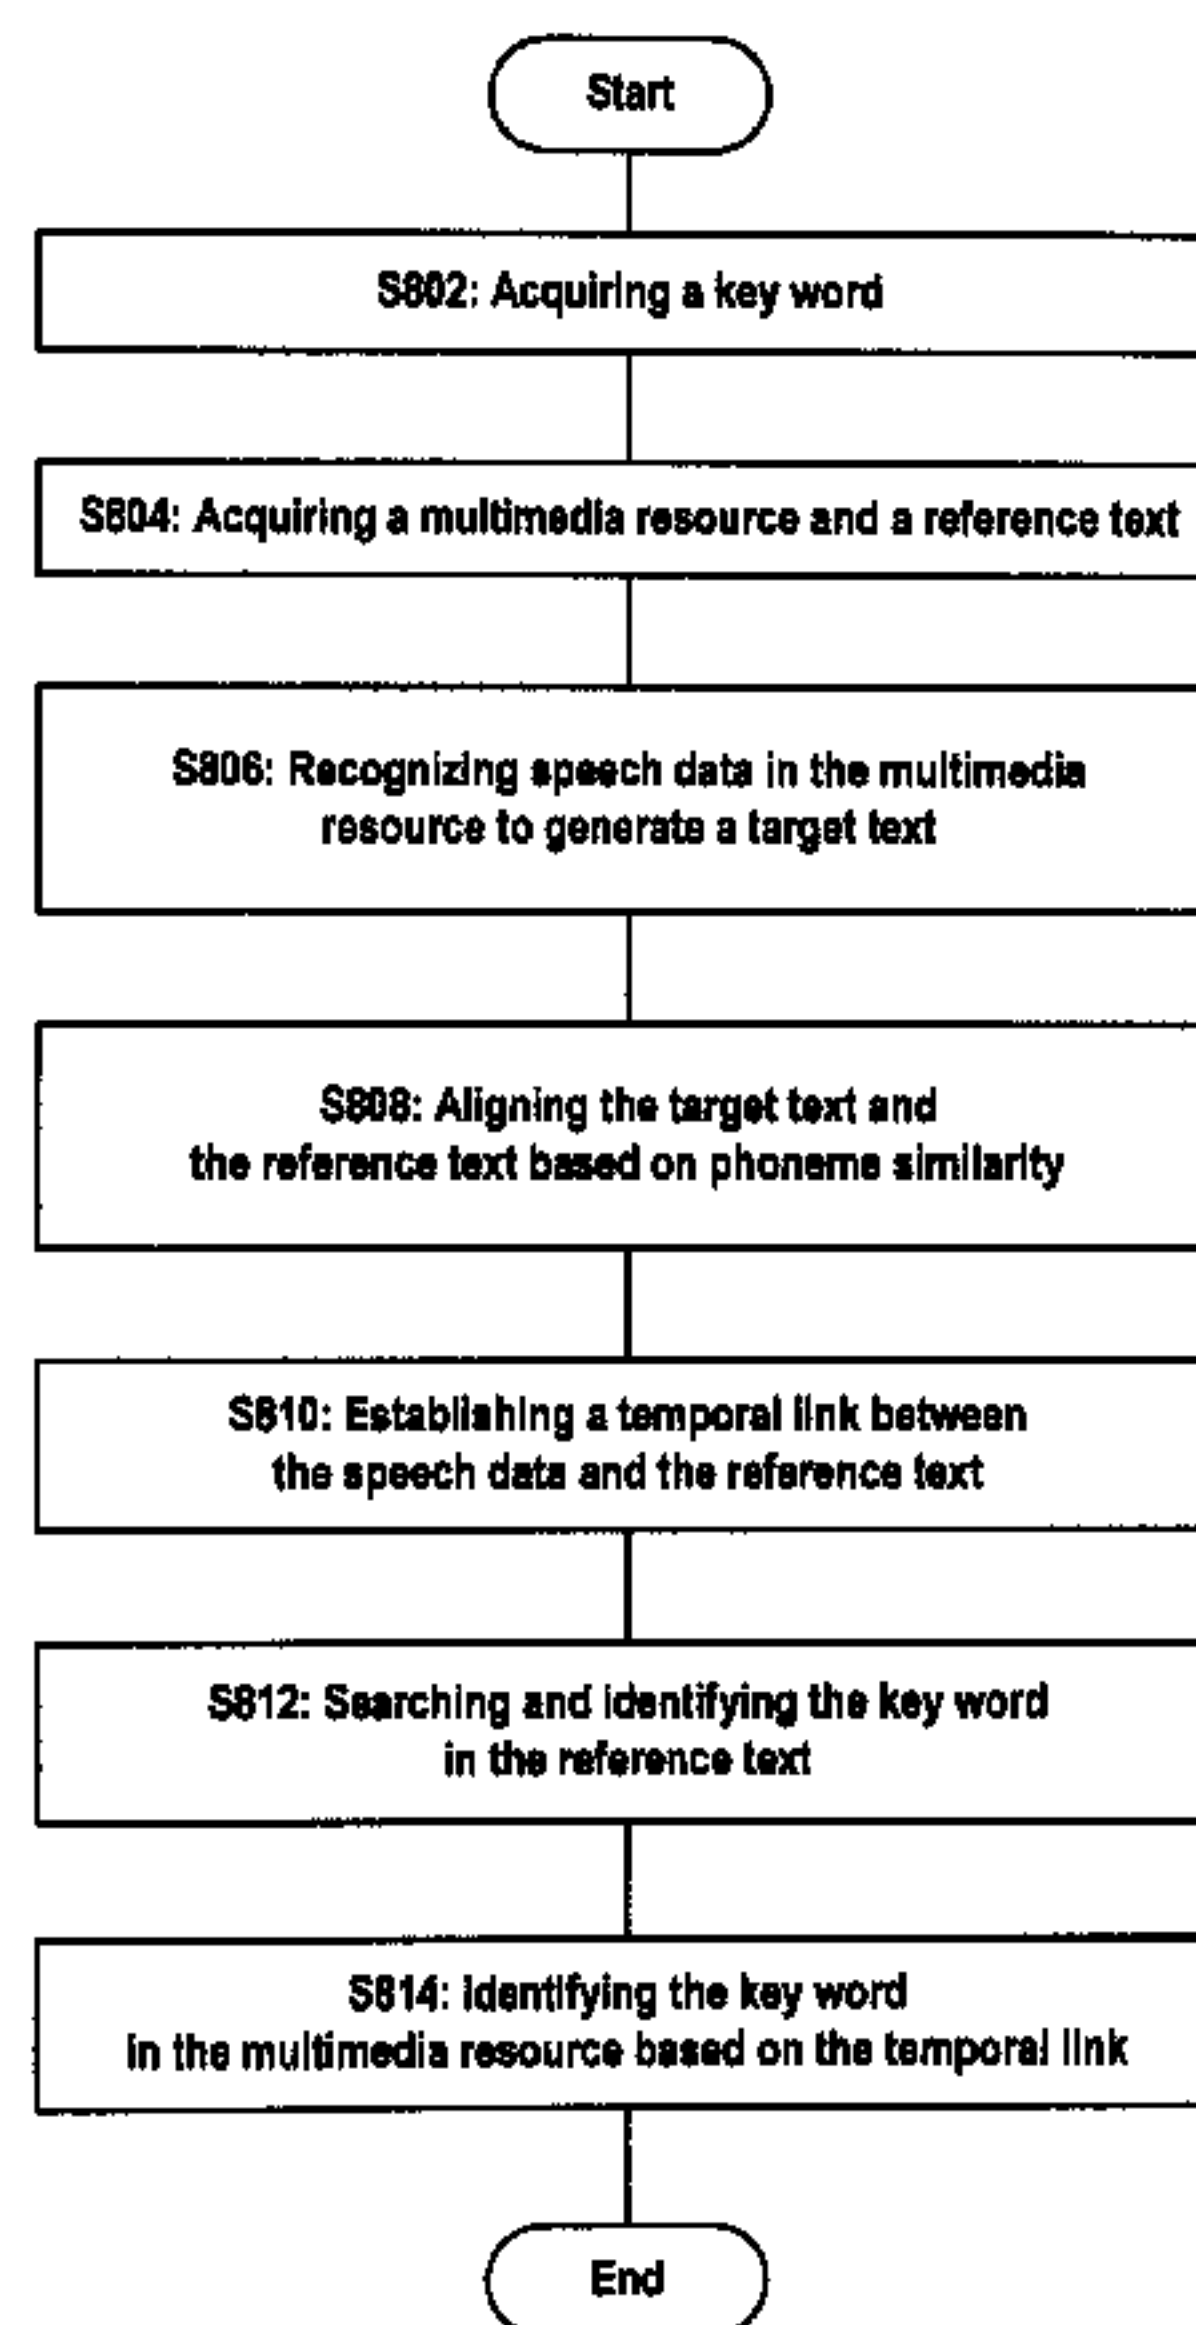 Start
S802: Acquiring a key word
S804: Acquiring a multimedia resource and a reference text
S806: Recognizing speech data in the multimedia
resource to generate a target text
S808: Aligning the target text and
the reference text based on phoneme similarity
S810: Establishing a temporal link between
the speech data and the reference text
S812: Searching and identifying the key word
in the reference text
S814: Identifying the key word
in the multimedia resource based on the temporal link
End